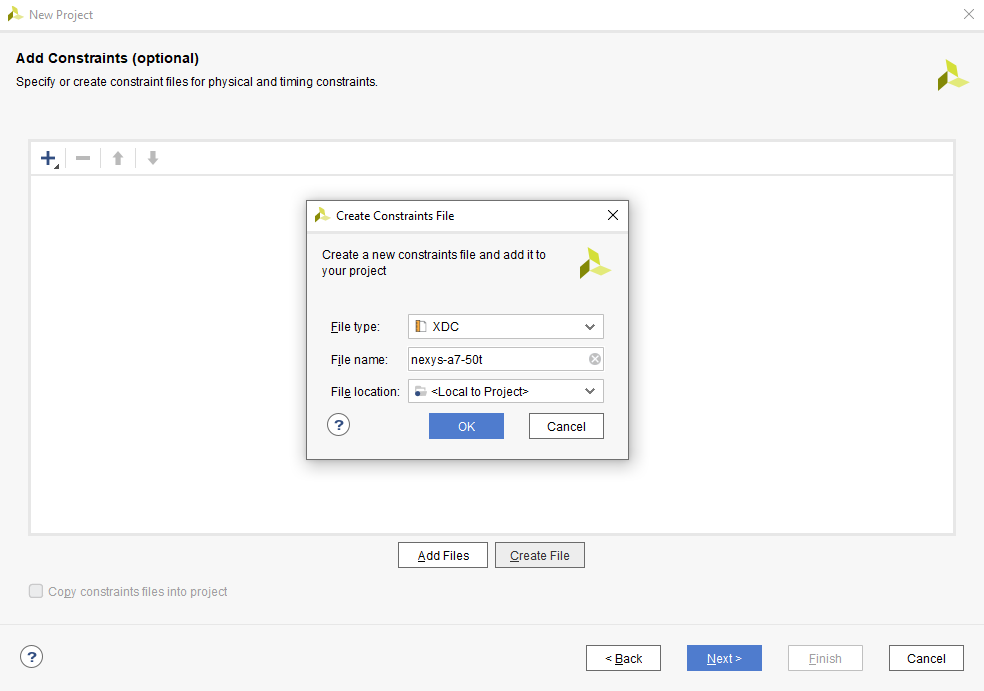 New Project
Add Constraints (optional)
Specify or create constraint files for physical and timing constraints.
Create Constraints File
Create a new constraints file and add it to
your project
File type: XDC
File name: nexys-a7-50t
File location: <Local to Project>
? OK Cancel
Add Files Create File
Copy constraints files into project
? < Back Next > Finish Cancel